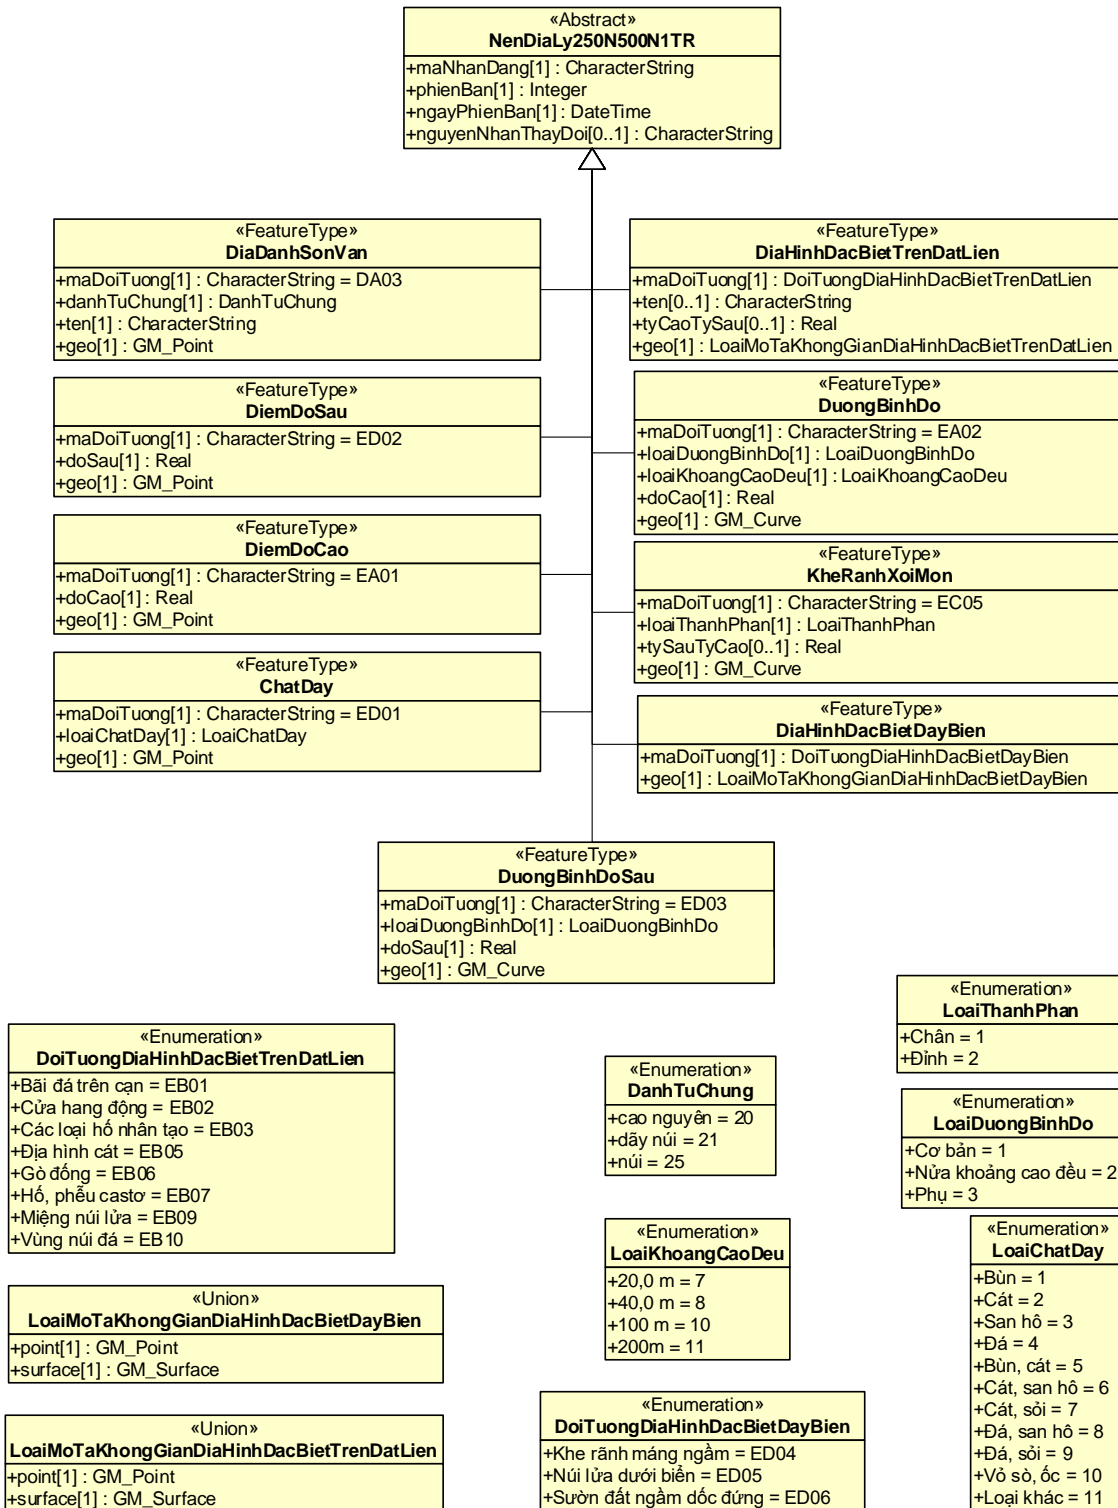 «Abstract»
NenDiaLy250N500N1TR
+maNhanDang[1] : CharacterString
+phienBan[1] : Integer
+ngayPhienBan[1] : DateTime
+nguyenNhanThayDoi[0..1] : CharacterString
«FeatureType»
DiaDanhSonVan
+maDoiTuong[1] : CharacterString = DA03
+danhTuChung[1] : DanhTuChung
+ten[1] : CharacterString
+geo[1] : GM_Point
«FeatureType»
DiaHinhDacBietTrenDatLien
+maDoiTuong[1] : DoiTuongDiaHinhDacBietTrenDatLien
+ten[0..1] : CharacterString
+tyCaoTySau[0..1] : Real
+geo[1] : LoaiMoTaKhongGianDiaHinhDacBietTrenDatLien
«FeatureType»
DiemDoSau
+maDoiTuong[1] : CharacterString = ED02
+doSau[1] : Real
+geo[1] : GM_Point
«FeatureType»
DuongBinhDo
+maDoiTuong[1] : CharacterString = EA02
+loaiDuongBinhDo[1] : LoaiDuongBinhDo
+loaiKhoangCaoDeu[1] : LoaiKhoangCaoDeu
+doCao[1] : Real
+geo[1] : GM_Curve
«FeatureType»
DiemDoCao
+maDoiTuong[1] : CharacterString = EA01
+doCao[1] : Real
+geo[1] : GM_Point
«FeatureType»
KheRanhXoiMon
+maDoiTuong[1] : CharacterString = EC05
+loaiThanhPhan[1] : LoaiThanhPhan
+tySauTyCao[0..1] : Real
+geo[1] : GM_Curve
«FeatureType»
ChatDay
+maDoiTuong[1] : CharacterString = ED01
+loaiChatDay[1] : LoaiChatDay
+geo[1] : GM_Point
«FeatureType»
DiaHinhDacBietDayBien
+maDoiTuong[1] : DoiTuongDiaHinhDacBietDayBien
+geo[1] : LoaiMoTaKhongGianDiaHinhDacBietDayBien
«FeatureType»
DuongBinhDoSau
+maDoiTuong[1] : CharacterString = ED03
+loaiDuongBinhDo[1] : LoaiDuongBinhDo
+doSau[1] : Real
+geo[1] : GM_Curve
«Enumeration»
LoaiThanhPhan
+Chân = 1
+Đỉnh = 2
«Enumeration»
DoiTuongDiaHinhDacBietTrenDatLien
+Bãi đá trên cạn = EB01
+Cửa hang động = EB02
+Các loại hố nhân tạo = EB03
+Địa hình cát = EB05
+Gò đống = EB06
+Hố, phễu castơ = EB07
+Miệng núi lửa = EB09
+Vùng núi đá = EB10
«Enumeration»
DanhTuChung
+cao nguyên = 20
+dãy núi = 21
+núi = 25
«Enumeration»
LoaiDuongBinhDo
+Cơ bản = 1
+Nửa khoảng cao đều = 2
+Phụ = 3
«Enumeration»
LoaiKhoangCaoDeu
+20,0 m = 7
+40,0 m = 8
+100 m = 10
+200m = 11
«Enumeration»
LoaiChatDay
+Bùn = 1
+Cát = 2
+San hô = 3
+Đá = 4
+Bùn, cát = 5
+Cát, san hô = 6
+Cát, sỏi = 7
+Đá, san hô = 8
+Đá, sỏi = 9
+Vỏ sò, ốc = 10
+Loại khác = 11
«Union»
LoaiMoTaKhongGianDiaHinhDacBietDayBien
+point[1] : GM_Point
+surface[1] : GM_Surface
«Union»
LoaiMoTaKhongGianDiaHinhDacBietTrenDatLien
+point[1] : GM_Point
+surface[1] : GM_Surface
«Enumeration»
DoiTuongDiaHinhDacBietDayBien
+Khe rãnh máng ngầm = ED04
+Núi lửa dưới biển = ED05
+Sườn đất ngầm dốc đứng = ED06